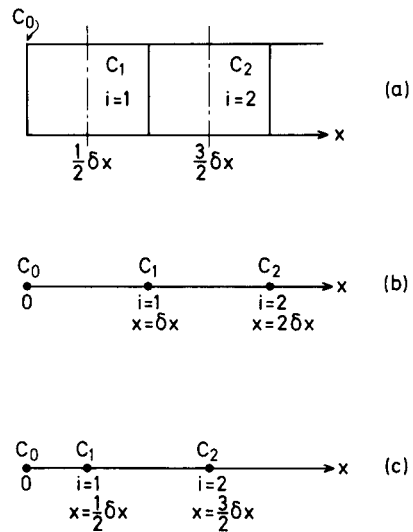 C₀
C₁ C₂
i=1 i=2
(a)
x
½δx 3/2δx
C₀ C₁ C₂
x (b)
0 i=1 i=2
x=δx x=2δx
C₀ C₁ C₂
x (c)
0 i=1 i=2
x=½δx x=3/2δx